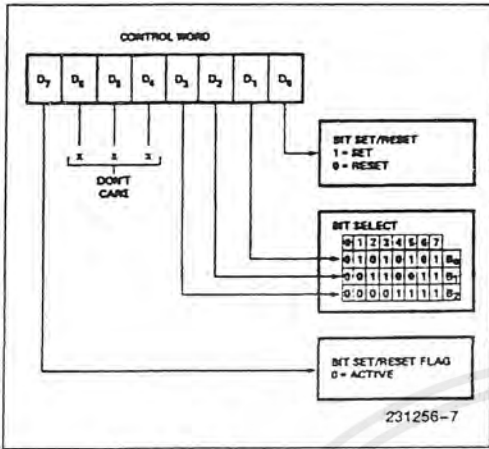 CONTROL WORD
D7 D6 D5 D4 D3 D2 D1 D0
X X X
DON'T
CARE
BIT SET/RESET
1 = SET
0 = RESET
BIT SELECT
0 1 2 3 4 5 6 7
0 1 0 1 0 1 0 1 B0
0 0 1 1 0 0 1 1 B1
0 0 0 0 1 1 1 1 B2
BIT SET/RESET FLAG
0 = ACTIVE
231256-7